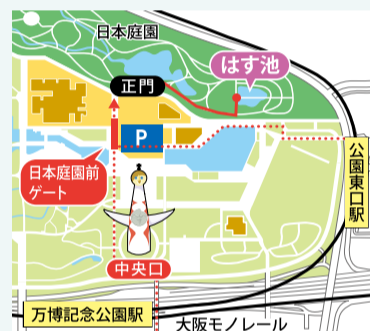 日本庭園
はす池
正門
P
日本庭園前
ゲート
公園東口駅
中央口
万博記念公園駅
大阪モノレール